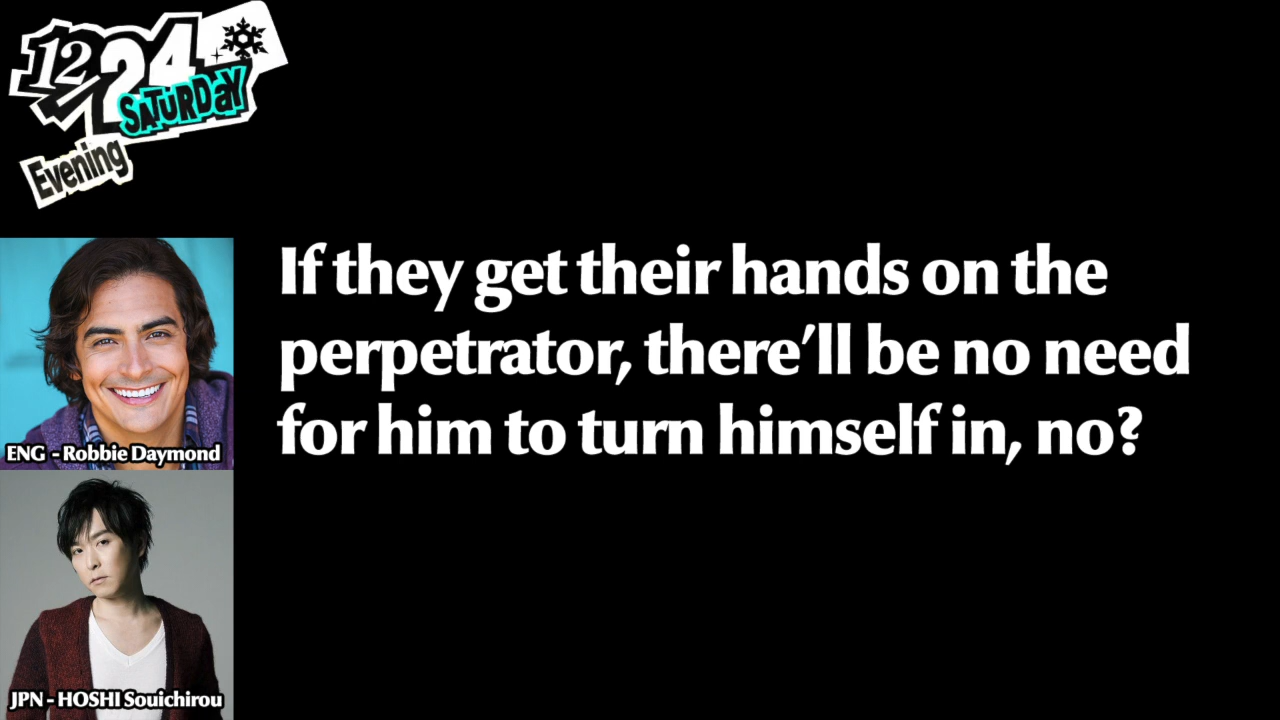 12/24
SATURDAY
Evening
If they get their hands on the
perpetrator, there’ll be no need
for him to turn himself in, no?
ENG - Robbie Daymond
JPN - HOSHI Souichirou